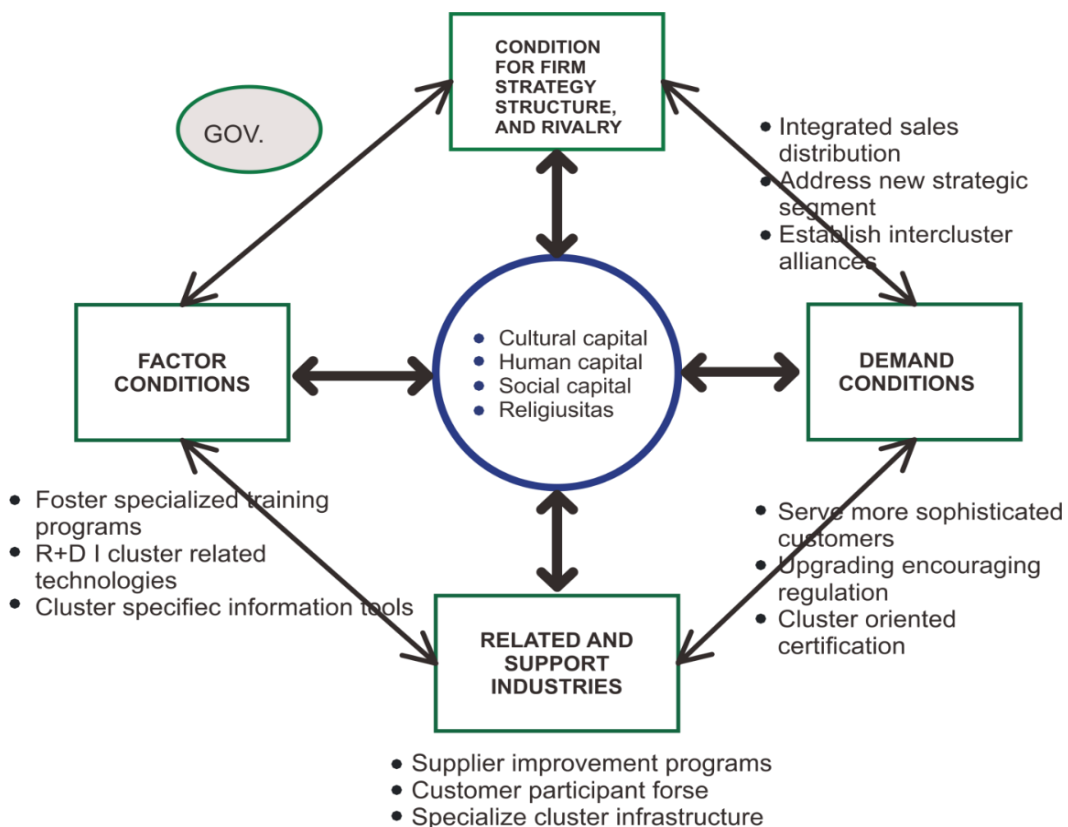 CONDITION
FOR FIRM
STRATEGY
STRUCTURE,
AND RIVALRY
GOV.
• Integrated sales
distribution
• Address new strategic
segment
• Establish intercluster
alliances
FACTOR
CONDITIONS
• Cultural capital
• Human capital
• Social capital
• Religiusitas
DEMAND
CONDITIONS
• Foster specialized training
programs
• R+D I cluster related
technologies
• Cluster specifiec information tools
• Serve more sophisticated
customers
• Upgrading encouraging
regulation
• Cluster oriented
certification
RELATED AND
SUPPORT
INDUSTRIES
• Supplier improvement programs
• Customer participant forse
• Specialize cluster infrastructure